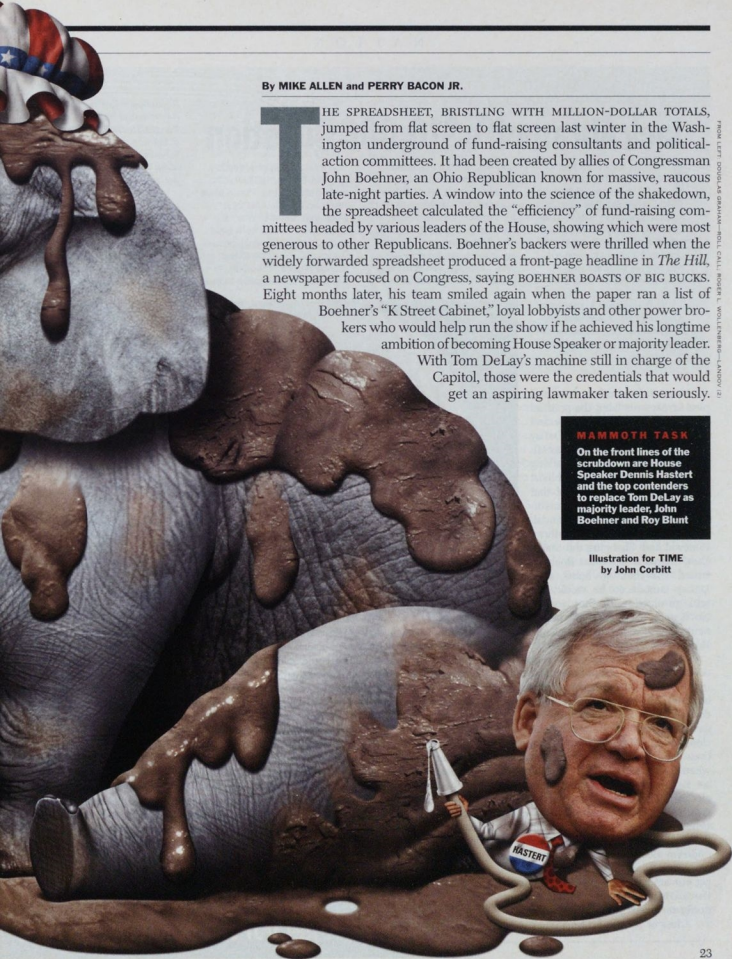 By MIKE ALLEN and PERRY BACON JR.
THE SPREADSHEET, BRISTLING WITH MILLION-DOLLAR TOTALS,
jumped from flat screen to flat screen last winter in the Wash-
ington underground of fund-raising consultants and political-
action committees. It had been created by allies of Congressman
John Boehner, an Ohio Republican known for massive, raucous
late-night parties. A window into the science of the shakedown,
the spreadsheet calculated the “efficiency” of fund-raising com-
mittees headed by various leaders of the House, showing which were most
generous to other Republicans. Boehner’s backers were thrilled when the
widely forwarded spreadsheet produced a front-page headline in The Hill,
a newspaper focused on Congress, saying BOEHNER BOASTS OF BIG BUCKS.
Eight months later, his team smiled again when the paper ran a list of
Boehner’s “K Street Cabinet,” loyal lobbyists and other power bro-
kers who would help run the show if he achieved his longtime
ambition of becoming House Speaker or majority leader.
With Tom DeLay’s machine still in charge of the
Capitol, those were the credentials that would
get an aspiring lawmaker taken seriously.
FROM LEFT: DOUGLAS GRAHAM—ROLL CALL; ROGER L. WOLLENBERG—LANDOV (2)
MAMMOTH TASK
On the front lines of the
scrubdown are House
Speaker Dennis Hastert
and the top contenders
to replace Tom DeLay as
majority leader, John
Boehner and Roy Blunt
Illustration for TIME
by John Corbitt
HASTERT
23